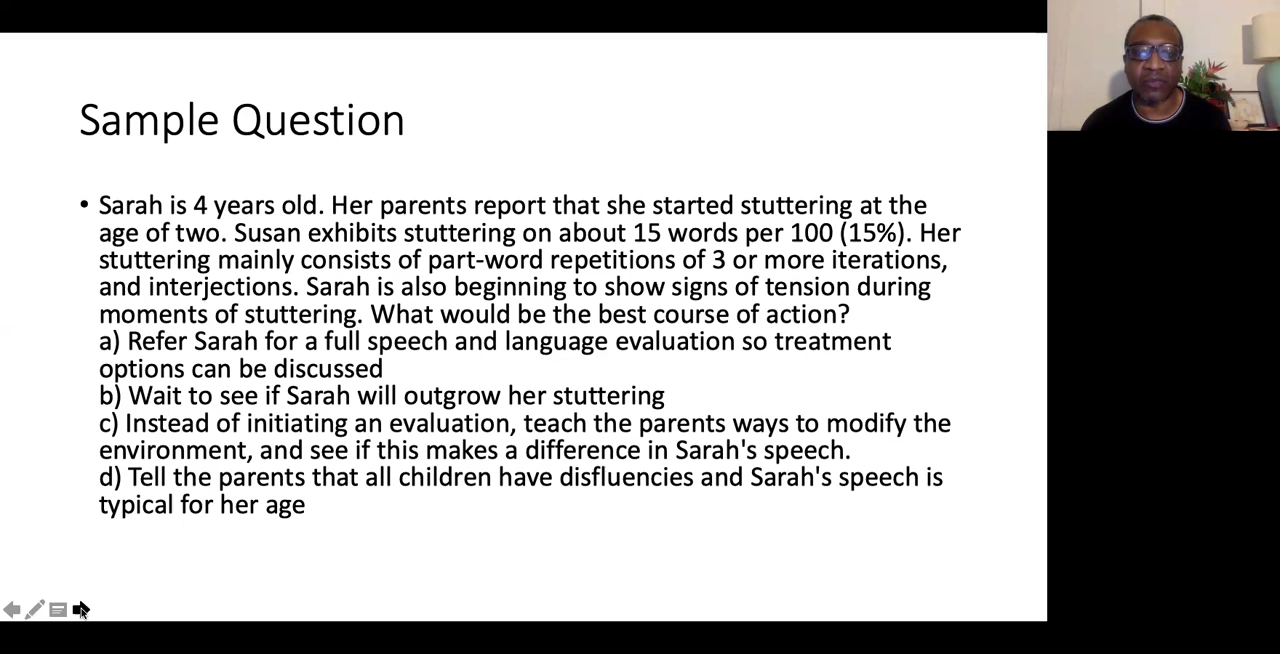 Sample Question
• Sarah is 4 years old. Her parents report that she started stuttering at the
age of two. Susan exhibits stuttering on about 15 words per 100 (15%). Her
stuttering mainly consists of part-word repetitions of 3 or more iterations,
and interjections. Sarah is also beginning to show signs of tension during
moments of stuttering. What would be the best course of action?
a) Refer Sarah for a full speech and language evaluation so treatment
options can be discussed
b) Wait to see if Sarah will outgrow her stuttering
c) Instead of initiating an evaluation, teach the parents ways to modify the
environment, and see if this makes a difference in Sarah's speech.
d) Tell the parents that all children have disfluencies and Sarah's speech is
typical for her age